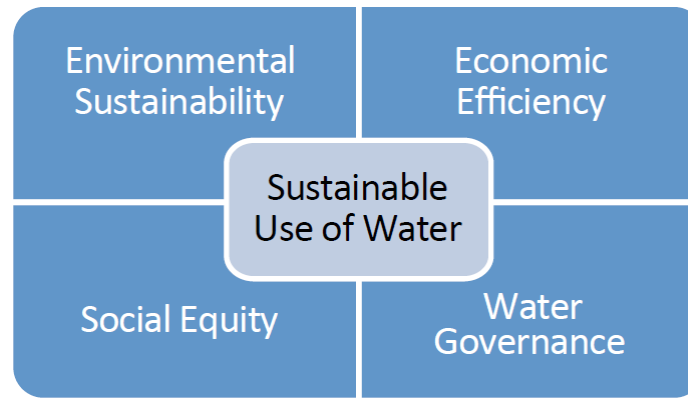 Environmental
Sustainability
Economic
Efficiency
Sustainable
Use of Water
Social Equity
Water
Governance